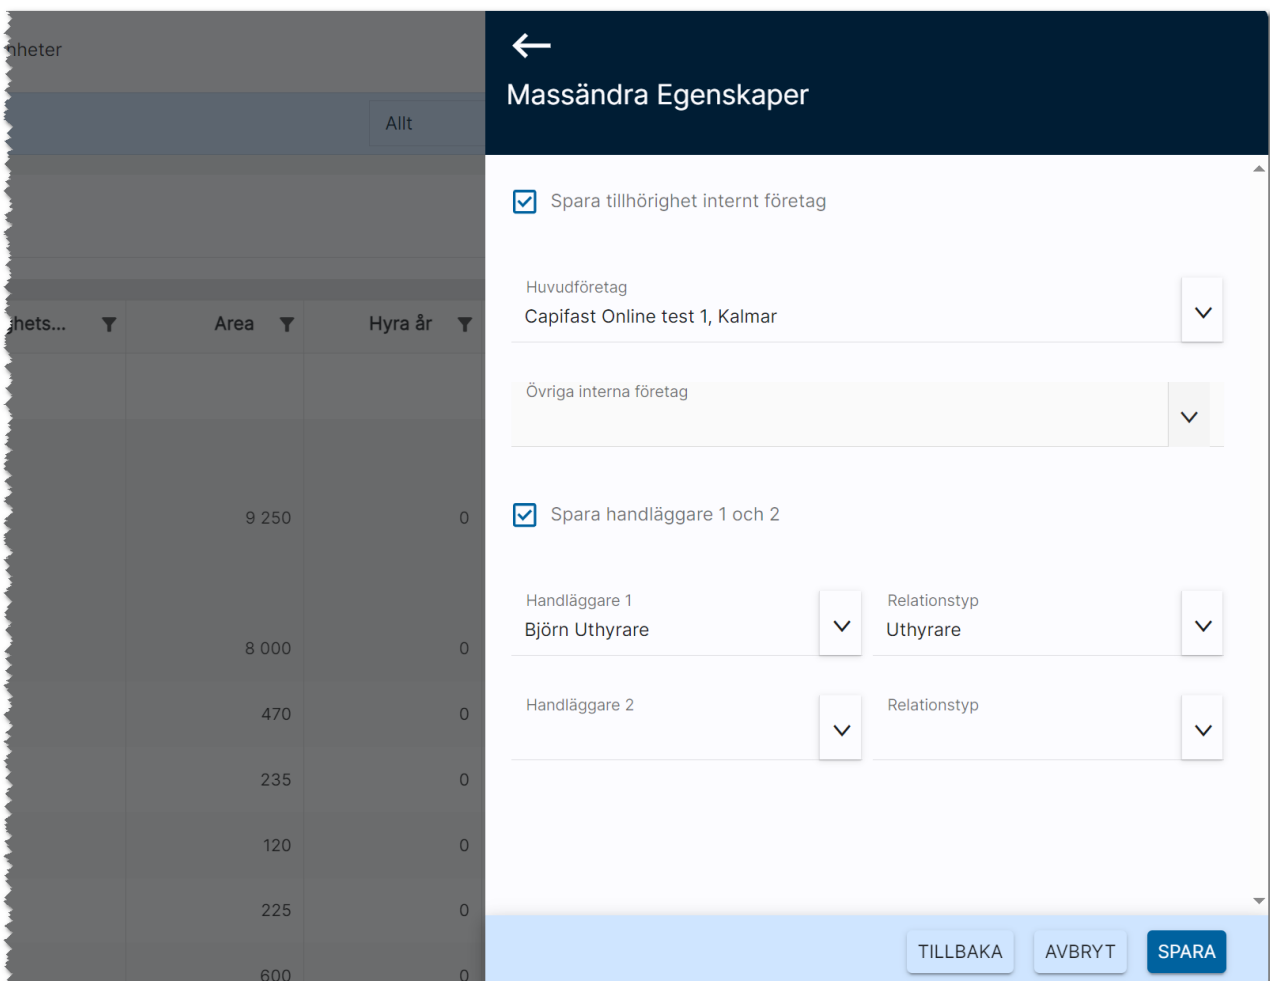 nheter
Allt
Massändra Egenskaper
Spara tillhörighet internt företag
Huvudföretag
Capifast Online test 1, Kalmar
Övriga interna företag
Spara handläggare 1 och 2
Handläggare 1 Relationstyp
Björn Uthyrare Uthyrare
Handläggare 2 Relationstyp
hets... Area Hyra år
9 250 0
8 000 0
470 0
235 0
120 0
225 0
600 0
TILLBAKA AVBRYT SPARA